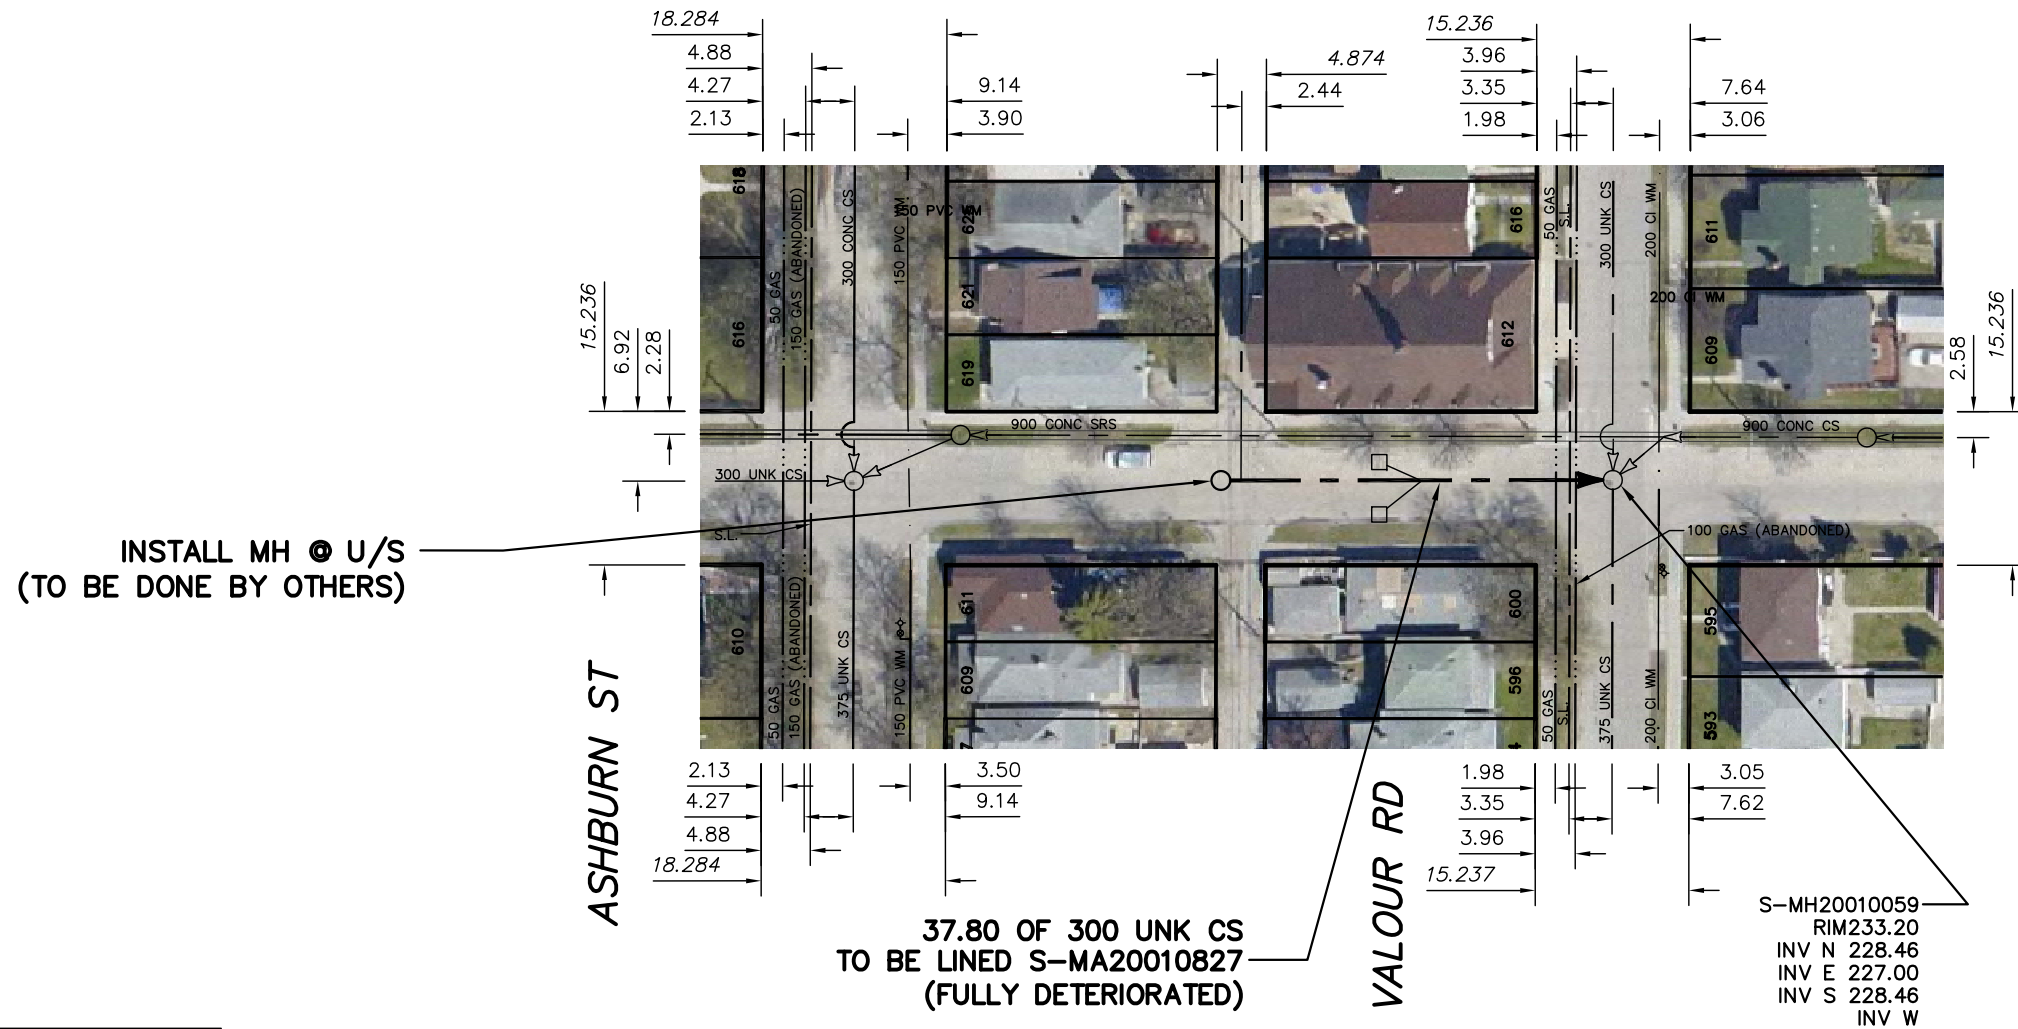 18.284
4.88
4.27
2.13
9.14
3.90
4.874
2.44
15.236
3.96
3.35
1.98
7.64
3.06
618
50 GAS
150 GAS (ABANDONED)
300 CONC CS
150 PVC WM
150 PVC WM
625
621
619
616
616
612
50 GAS
S.L.
300 UNK CS
200 CI WM
200 CI WM
611
609
15.236
6.92
2.28
2.58
15.236
900 CONC SRS
900 CONC CS
300 UNK CS
S.L.
100 GAS (ABANDONED)
INSTALL MH @ U/S
(TO BE DONE BY OTHERS)
610
50 GAS
150 GAS (ABANDONED)
375 UNK CS
150 PVC WM
611
609
600
596
50 GAS
S.L.
375 UNK CS
200 CI WM
595
593
ASHBURN ST
VALOUR RD
2.13
4.27
4.88
18.284
3.50
9.14
1.98
3.35
3.96
15.237
3.05
7.62
37.80 OF 300 UNK CS
TO BE LINED S-MA20010827
(FULLY DETERIORATED)
S-MH20010059
RIM233.20
INV N 228.46
INV E 227.00
INV S 228.46
INV W